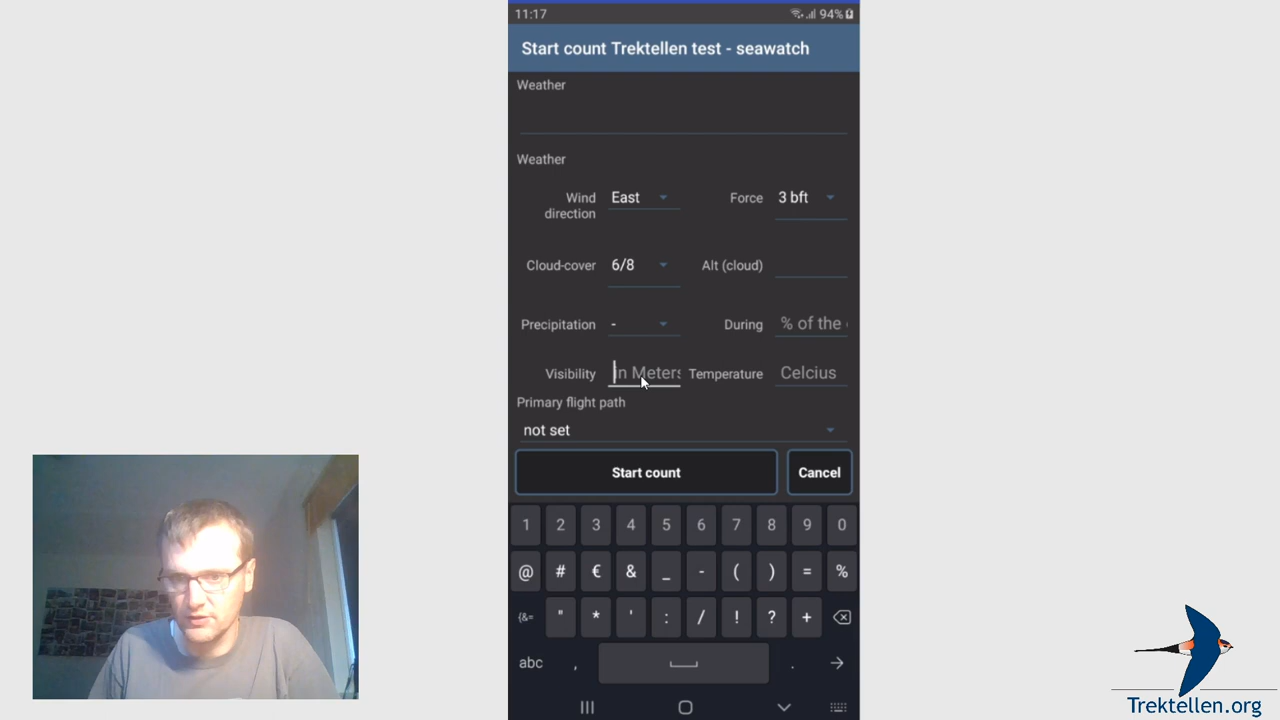 11:17
94%
Start count Trektellen test - seawatch
Weather
Weather
Wind direction East Force 3 bft
Cloud-cover 6/8 Alt (cloud)
Precipitation - During % of the
Visibility in Meters Temperature Celcius
Primary flight path
not set
Start count Cancel
1 2 3 4 5 6 7 8 9 0
@ # € & _ - ( ) = %
{&= " * ' : / ! ? +
abc , .
Trektellen.org